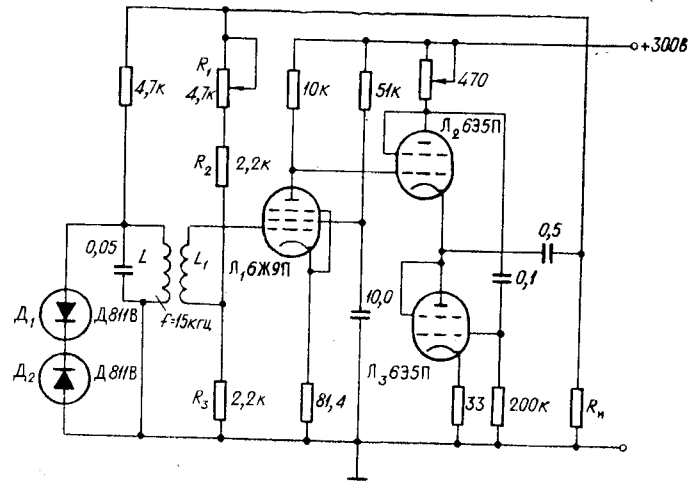 +300В
4,7к
R₁
4,7к
10к
51к
470
Л₂ 6Э5П
R₂
2,2к
0,05
L
L₁
Л₁ 6Ж9П
0,5
0,1
Д₁
Д811В
f=15кгц
10,0
Д₂
Д811В
Л₃ 6Э5П
R₃
2,2к
81,4
33
200к
Rн